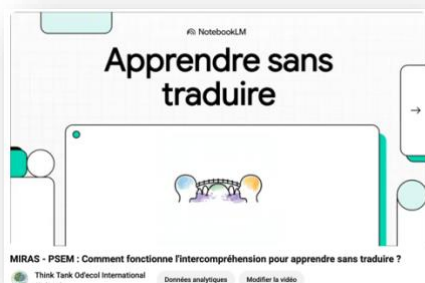 NotebookLM
Apprendre sans
traduire
MIRAS - PSEM : Comment fonctionne l'intercompréhension pour apprendre sans traduire ?
Think Tank Od'ecol International
Données analytiques
Modifier la vidéo